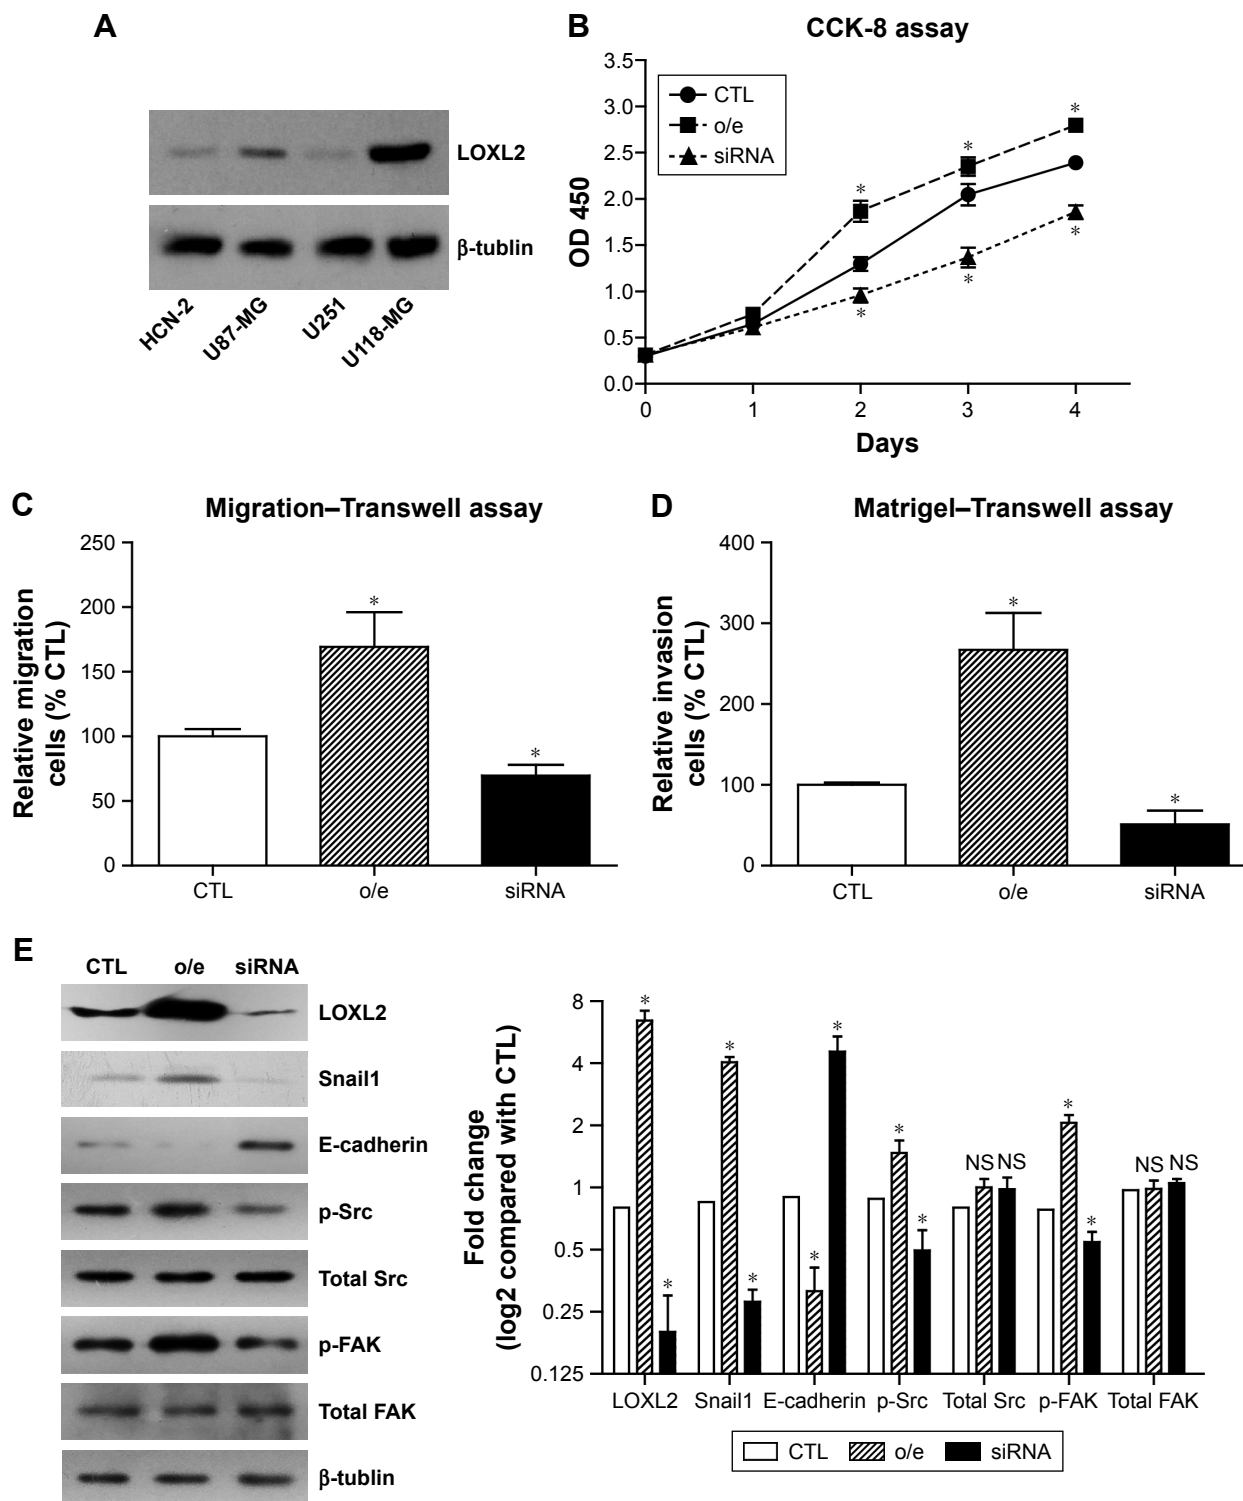 A
LOXL2
β-tublin
HCN-2
U87-MG
U251
U118-MG
B
CCK-8 assay
OD 450
3.5
3.0
2.5
2.0
1.5
1.0
0.5
0.0
CTL
o/e
siRNA
*
*
*
*
*
*
0
1
2
3
4
Days
C
Migration–Transwell assay
Relative migration
cells (% CTL)
250
200
150
100
50
0
*
*
CTL
o/e
siRNA
D
Matrigel–Transwell assay
Relative invasion
cells (% CTL)
400
300
200
100
0
*
*
CTL
o/e
siRNA
E
CTL o/e siRNA
LOXL2
Snail1
E-cadherin
p-Src
Total Src
p-FAK
Total FAK
β-tublin
Fold change
(log2 compared with CTL)
8
4
2
1
0.5
0.25
0.125
*
*
*
*
*
*
*
*
NS NS
*
*
NS NS
LOXL2 Snail1 E-cadherin p-Src Total Src p-FAK Total FAK
CTL o/e siRNA